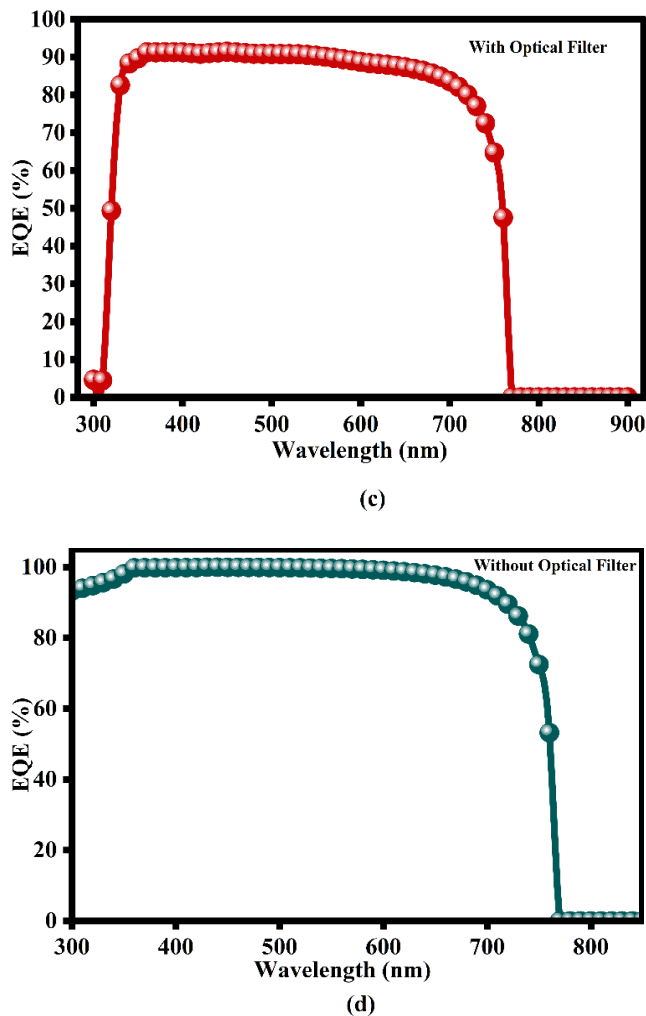 100
90
80
70
60
50
40
30
20
10
0
EQE (%)
With Optical Filter
300 400 500 600 700 800 900
Wavelength (nm)
(c)
100
80
60
40
20
0
EQE (%)
Without Optical Filter
300 400 500 600 700 800
Wavelength (nm)
(d)